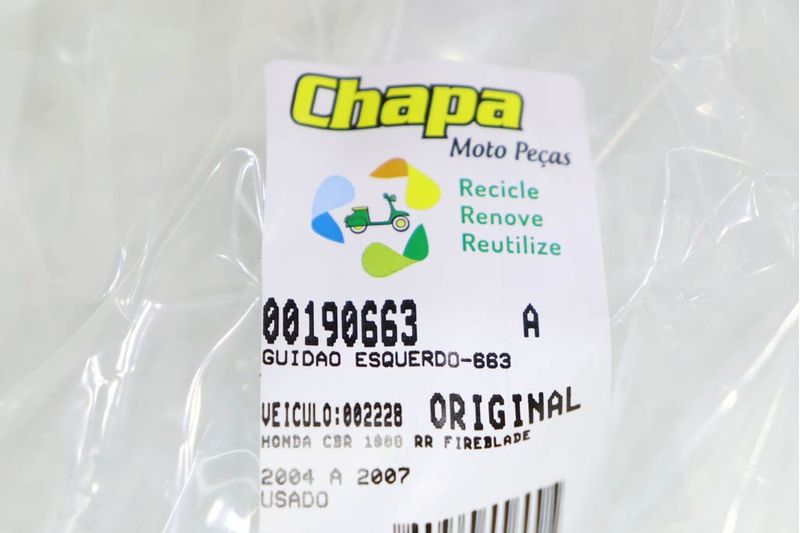 Chapa
Moto Peças
Recicle
Renove
Reutilize
00190663 A
GUIDAO ESQUERDO-663
VEICULO:002228 ORIGINAL
HONDA CBR 1000 RR FIREBLADE
2004 A 2007
USADO